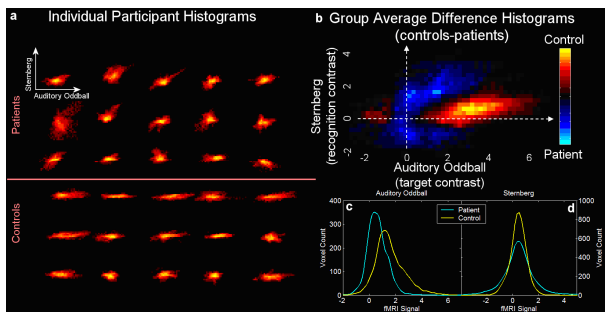 a Individual Participant Histograms
Sternberg
Auditory Oddball
Patients
Controls
b Group Average Difference Histograms
(controls-patients)
Control
Patient
Sternberg
(recognition contrast)
4
2
0
-2
-2 0 2 4 6
Auditory Oddball
(target contrast)
Auditory Oddball
Sternberg
c
d
Patient
Control
Voxel Count
400
300
200
100
0
-2 0 2 4
fMRI Signal
Voxel Count
1000
800
600
400
200
0
-2 0 2 4
fMRI Signal